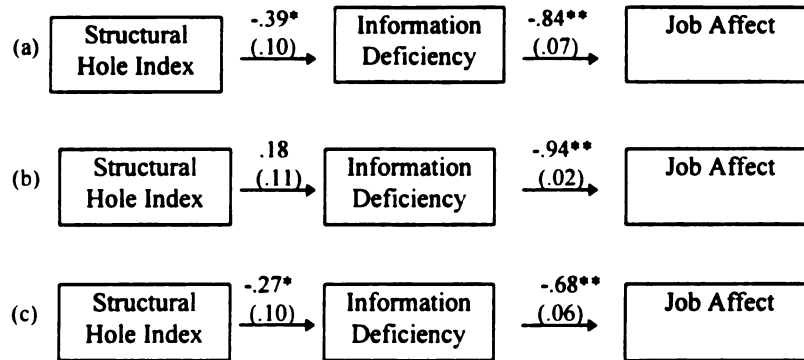 -.39* -.84**
(a) Structural Information Job Affect
Hole Index (.10) Deficiency (.07)
.18 -.94**
(b) Structural Information Job Affect
Hole Index (.11) Deficiency (.02)
-.27* -.68**
(c) Structural Information Job Affect
Hole Index (.10) Deficiency (.06)